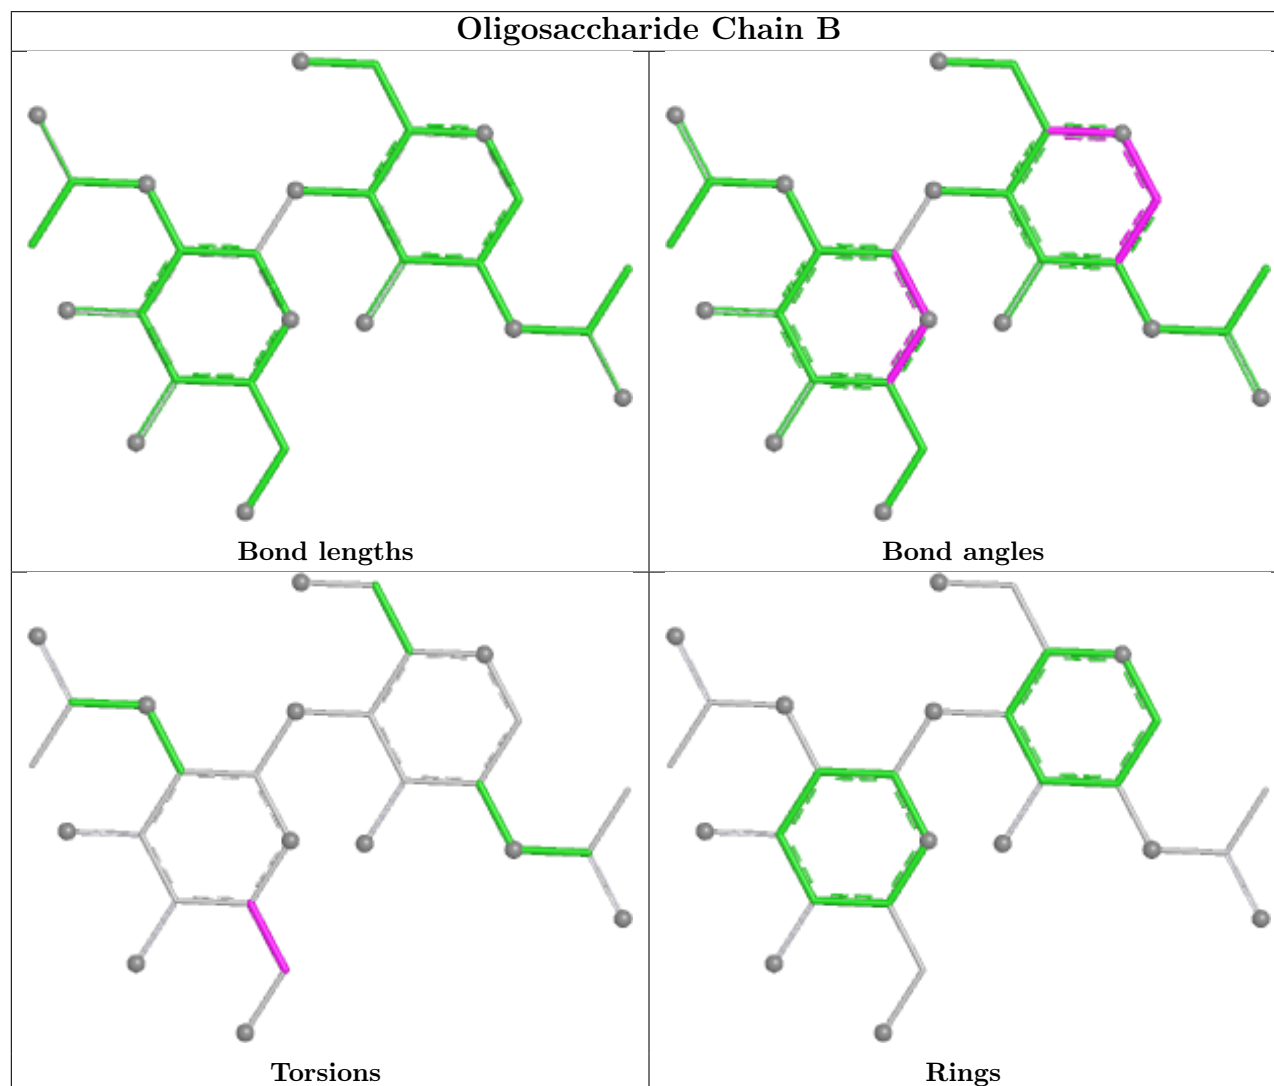 Oligosaccharide Chain B
Bond lengths
Bond angles
Torsions
Rings